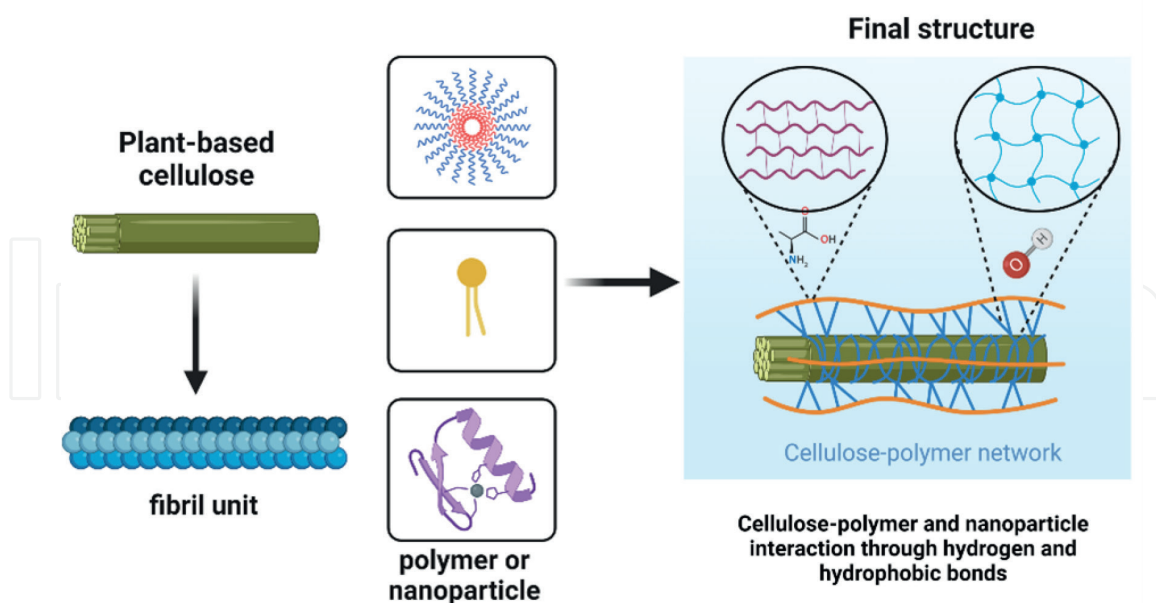 Plant-based
cellulose
fibril unit
polymer or
nanoparticle
Final structure
O
OH
NH2
O
H
Cellulose-polymer network
Cellulose-polymer and nanoparticle
interaction through hydrogen and
hydrophobic bonds